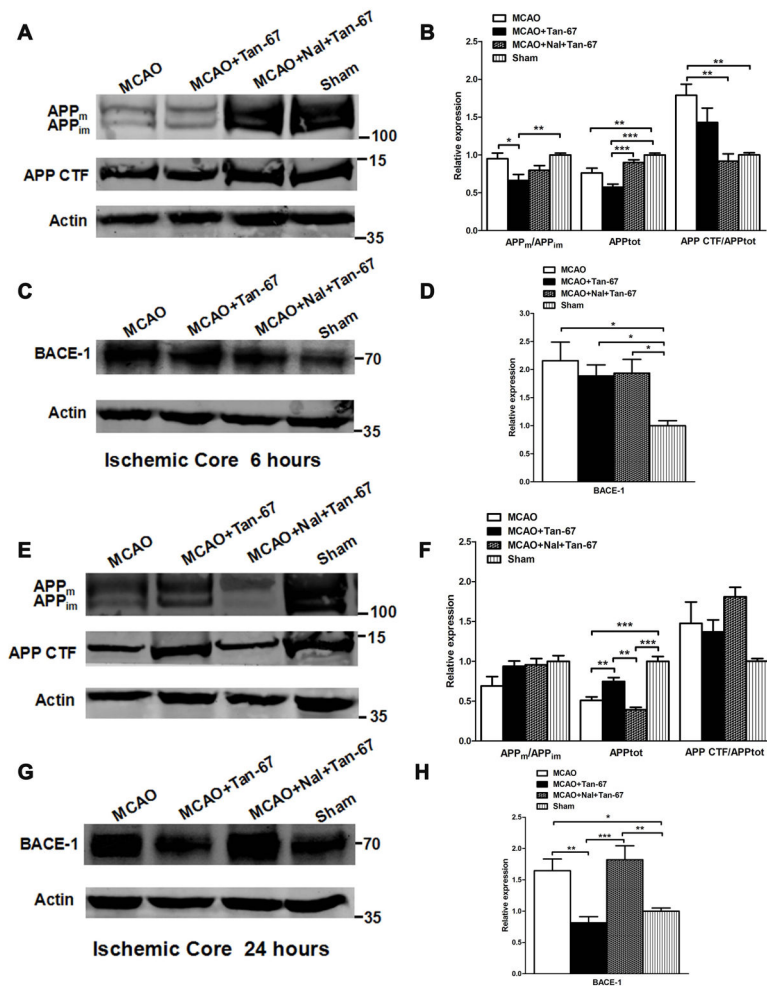 A
MCAO
MCAO+Tan-67
MCAO+Nal+Tan-67
Sham
APPm
APPim
100
15
APP CTF
Actin
35
B
MCAO
MCAO+Tan-67
MCAO+Nal+Tan-67
Sham
Relative expression
2.5
2.0
1.5
1.0
0.5
0.0
*
**
**
***
***
**
**
APPm/APPim
APPtot
APP CTF/APPtot
C
MCAO
MCAO+Tan-67
MCAO+Nal+Tan-67
Sham
BACE-1
70
Actin
35
Ischemic Core 6 hours
D
MCAO
MCAO+Tan-67
MCAO+Nal+Tan-67
Sham
Relative expression
3.0
2.5
2.0
1.5
1.0
0.5
0.0
*
*
*
BACE-1
E
MCAO
MCAO+Tan-67
MCAO+Nal+Tan-67
Sham
APPm
APPim
100
15
APP CTF
Actin
35
F
MCAO
MCAO+Tan-67
MCAO+Nal+Tan-67
Sham
Relative expression
2.5
2.0
1.5
1.0
0.5
0.0
***
**
**
***
APPm/APPim
APPtot
APP CTF/APPtot
G
MCAO
MCAO+Tan-67
MCAO+Nal+Tan-67
Sham
BACE-1
70
Actin
35
Ischemic Core 24 hours
H
MCAO
MCAO+Tan-67
MCAO+Nal+Tan-67
Sham
Relative expression
2.5
2.0
1.5
1.0
0.5
0.0
*
**
***
**
BACE-1